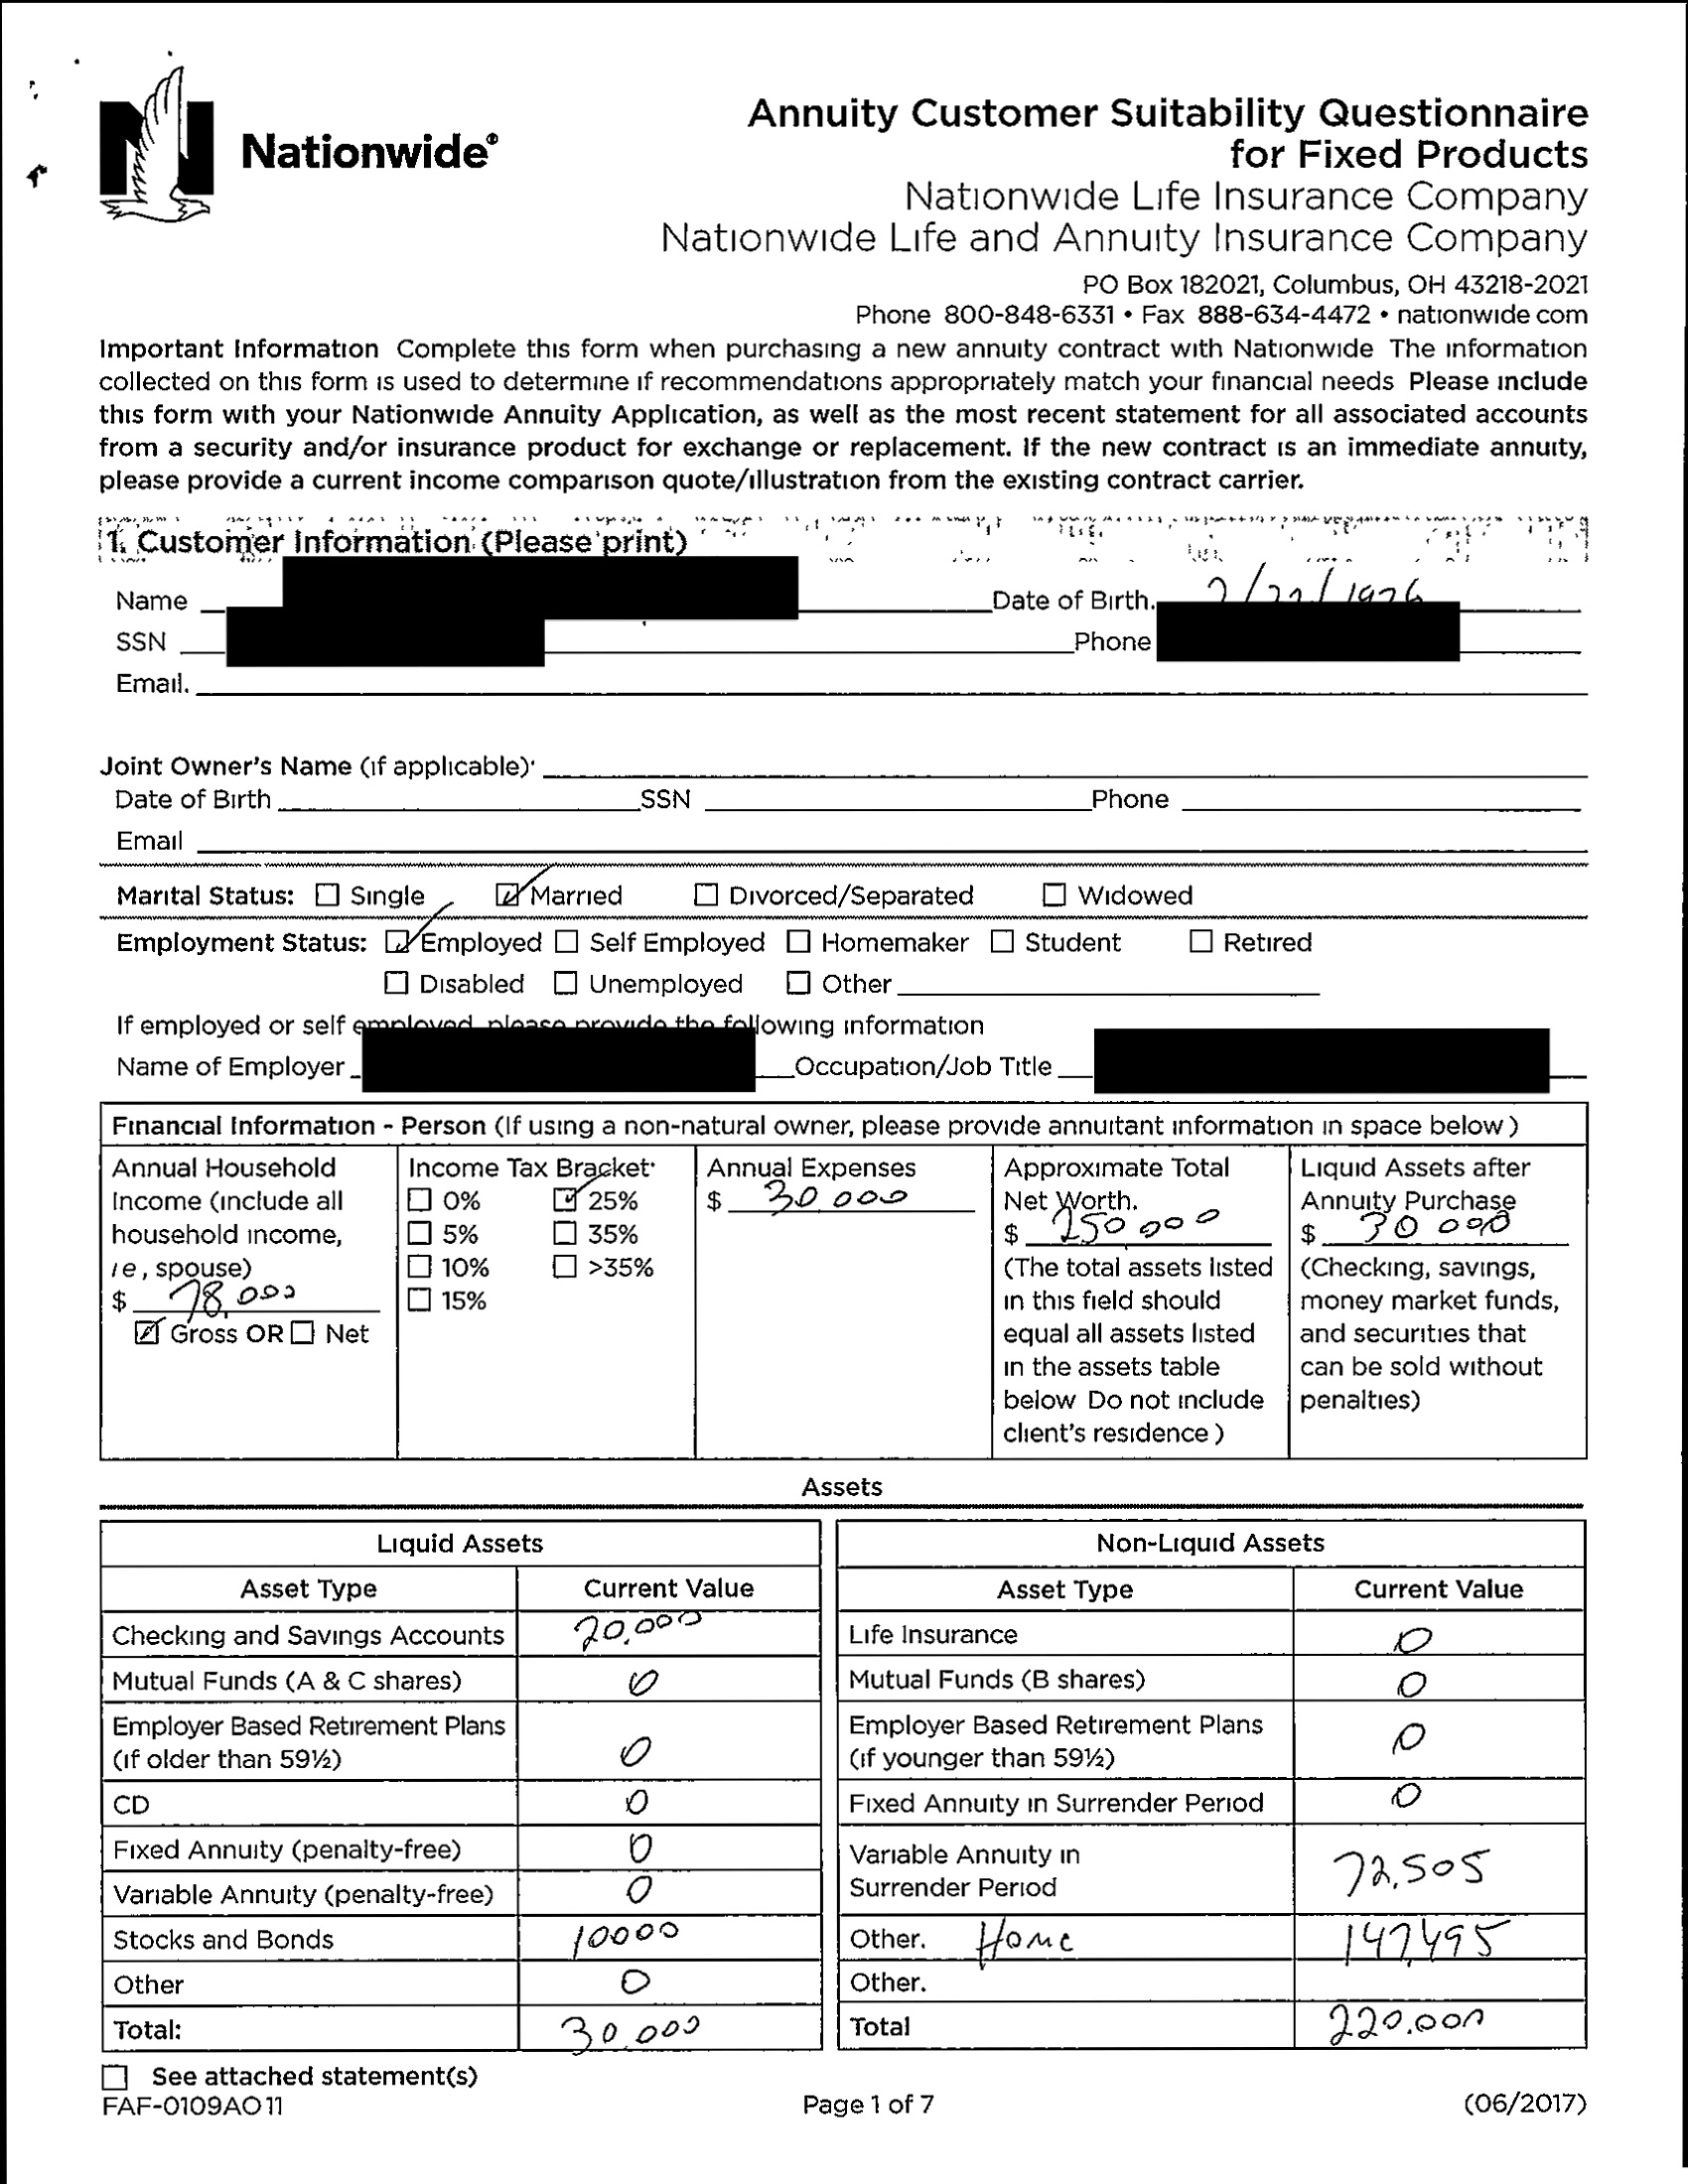 Nationwide®
Annuity Customer Suitability Questionnaire
for Fixed Products
Nationwide Life Insurance Company
Nationwide Life and Annuity Insurance Company
PO Box 182021, Columbus, OH 43218-2021
Phone 800-848-6331 • Fax 888-634-4472 • nationwide com
Important Information Complete this form when purchasing a new annuity contract with Nationwide The information
collected on this form is used to determine if recommendations appropriately match your financial needs Please include
this form with your Nationwide Annuity Application, as well as the most recent statement for all associated accounts
from a security and/or insurance product for exchange or replacement. If the new contract is an immediate annuity,
please provide a current income comparison quote/illustration from the existing contract carrier.
1. Customer Information (Please print)
Name Date of Birth.
SSN Phone
Email.
Joint Owner's Name (if applicable)
Date of Birth SSN Phone
Email
Marital Status: Single Married Divorced/Separated Widowed
Employment Status: Employed Self Employed Homemaker Student Retired
Disabled Unemployed Other
If employed or self employed, please provide the following information
Name of Employer Occupation/Job Title
Financial Information - Person (If using a non-natural owner, please provide annuitant information in space below)
Annual Household
Income (include all
household income,
ie, spouse)
$ 78,000
Gross OR Net
Income Tax Bracket
0% 25%
5% 35%
10% >35%
15%
Annual Expenses
$ 30 000
Approximate Total
Net Worth.
$ 250 000
(The total assets listed
in this field should
equal all assets listed
in the assets table
below Do not include
client's residence)
Liquid Assets after
Annuity Purchase
$ 30 000
(Checking, savings,
money market funds,
and securities that
can be sold without
penalties)
Assets
Liquid Assets
Asset Type Current Value
Checking and Savings Accounts 20,000
Mutual Funds (A & C shares) 0
Employer Based Retirement Plans
(if older than 59½) 0
CD 0
Fixed Annuity (penalty-free) 0
Variable Annuity (penalty-free) 0
Stocks and Bonds 10000
Other 0
Total: 30,000
Non-Liquid Assets
Asset Type Current Value
Life Insurance 0
Mutual Funds (B shares) 0
Employer Based Retirement Plans
(if younger than 59½) 0
Fixed Annuity in Surrender Period 0
Variable Annuity in
Surrender Period 72,505
Other. Home 147,495
Other.
Total 220,000
See attached statement(s)
FAF-0109AO 11 Page 1 of 7 (06/2017)